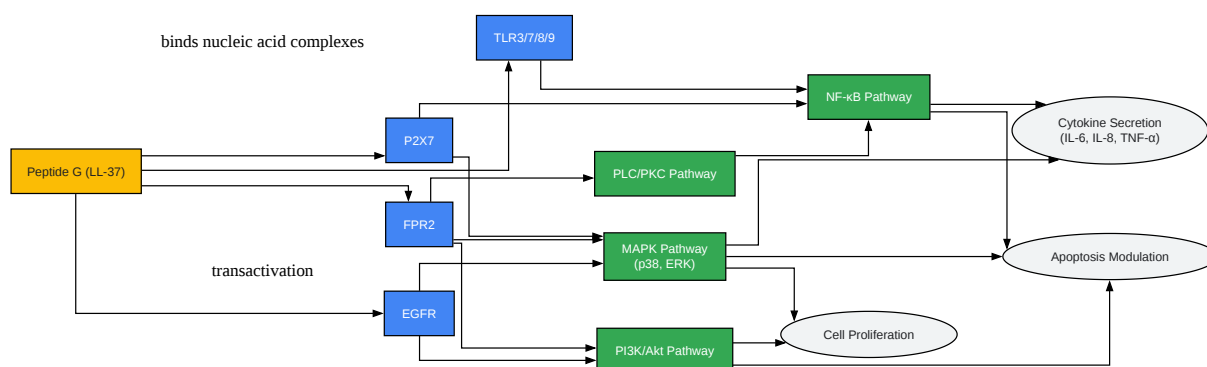 binds nucleic acid complexes
TLR3/7/8/9
NF-κB Pathway
P2X7
Cytokine Secretion
(IL-6, IL-8, TNF-α)
Peptide G (LL-37)
PLC/PKC Pathway
FPR2
MAPK Pathway
(p38, ERK)
Apoptosis Modulation
transactivation
EGFR
Cell Proliferation
PI3K/Akt Pathway